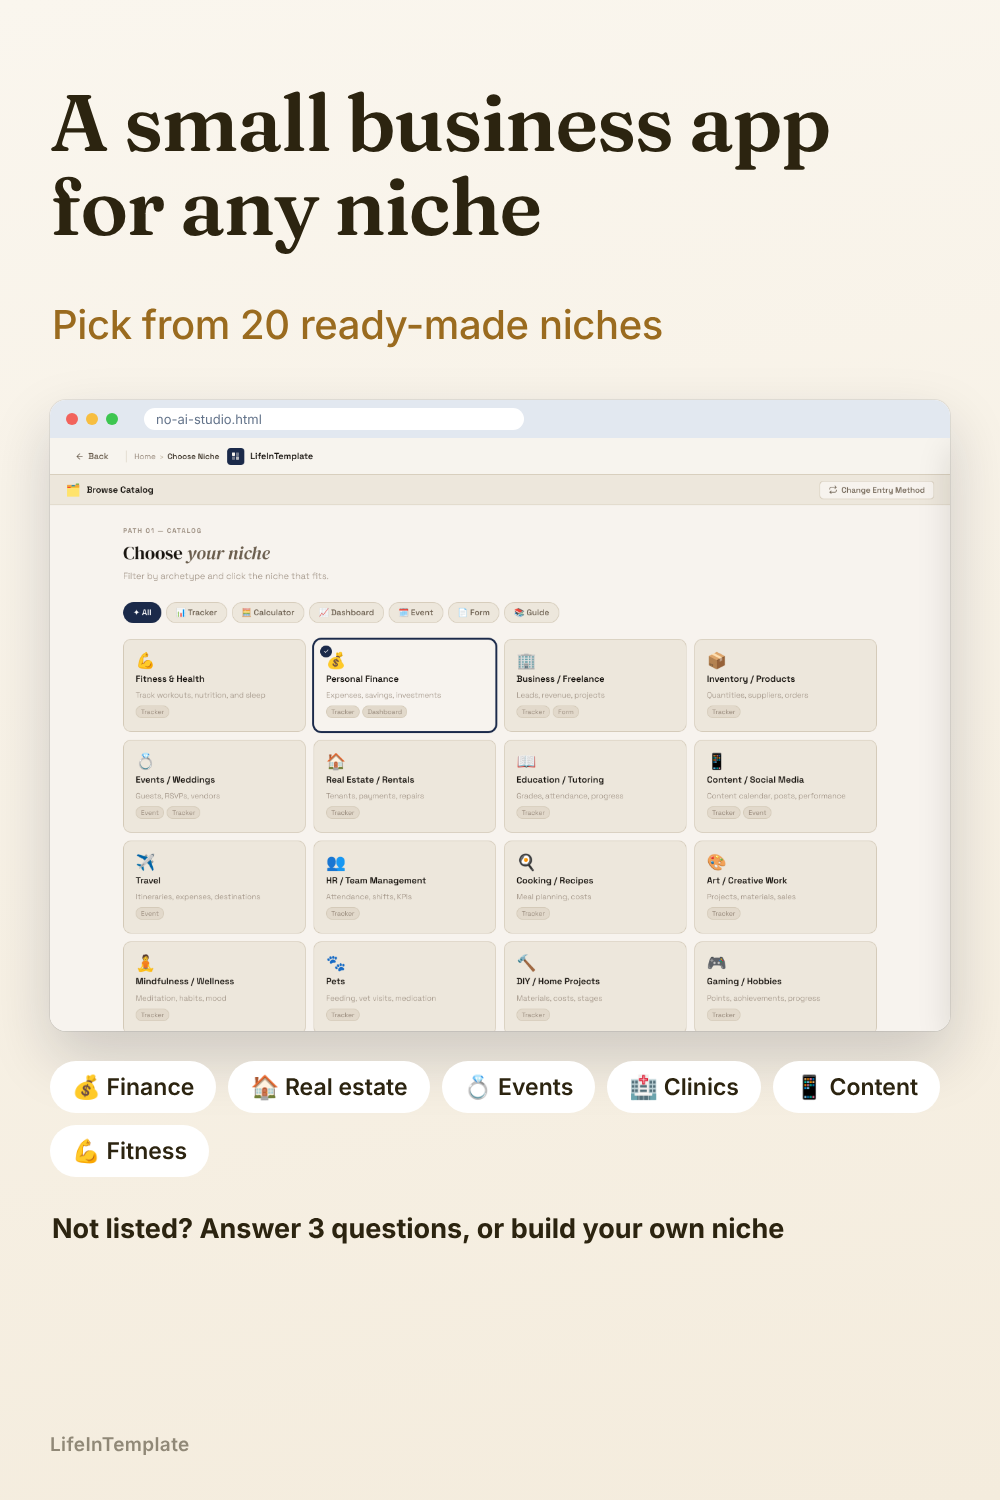 A small business app
for any niche
Pick from 20 ready-made niches
no-ai-studio.html
← Back
Home > Choose Niche
LifeInTemplate
Browse Catalog
Change Entry Method
PATH 01 — CATALOG
Choose your niche
Filter by archetype and click the niche that fits.
✦ All
Tracker
Calculator
Dashboard
Event
Form
Guide
Fitness & Health
Track workouts, nutrition, and sleep
Tracker
Personal Finance
Expenses, savings, investments
Tracker Dashboard
Business / Freelance
Leads, revenue, projects
Tracker Form
Inventory / Products
Quantities, suppliers, orders
Tracker
Events / Weddings
Guests, RSVPs, vendors
Event Tracker
Real Estate / Rentals
Tenants, payments, repairs
Tracker
Education / Tutoring
Grades, attendance, progress
Tracker
Content / Social Media
Content calendar, posts, performance
Tracker Event
Travel
Itineraries, expenses, destinations
Event
HR / Team Management
Attendance, shifts, KPIs
Tracker
Cooking / Recipes
Meal planning, costs
Tracker
Art / Creative Work
Projects, materials, sales
Tracker
Mindfulness / Wellness
Meditation, habits, mood
Tracker
Pets
Feeding, vet visits, medication
Tracker
DIY / Home Projects
Materials, costs, stages
Tracker
Gaming / Hobbies
Points, achievements, progress
Tracker
Finance
Real estate
Events
Clinics
Content
Fitness
Not listed? Answer 3 questions, or build your own niche
LifeInTemplate